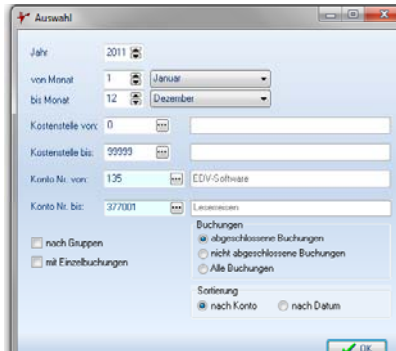 Auswahl
Jahr 2011
von Monat 1 Januar
bis Monat 12 Dezember
Kostenstelle von: 0
Kostenstelle bis: 99999
Konto Nr. von: 135 EDV-Software
Konto Nr. bis: 377001
Buchungen
nach Gruppen abgeschlossene Buchungen
mit Einzelbuchungen nicht abgeschlossene Buchungen
Alle Buchungen
Sortierung
nach Konto nach Datum
OK